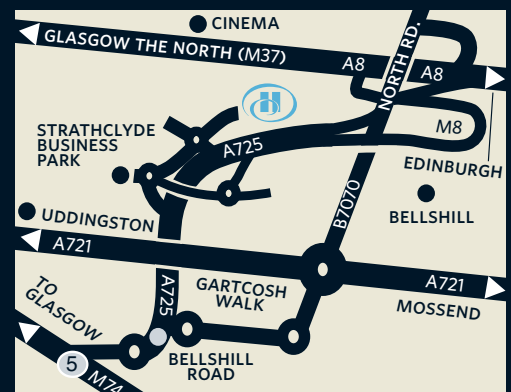 CINEMA
GLASGOW THE NORTH (M37)
A8
A8
NORTH RD.
M8
EDINBURGH
STRATHCLYDE
BUSINESS
PARK
A725
H
B7070
BELLSHILL
UDDINGSTON
A721
A721
MOSSEND
A725
GARTCOSH
WALK
TO
GLASGOW
5
M74
BELLSHILL
ROAD